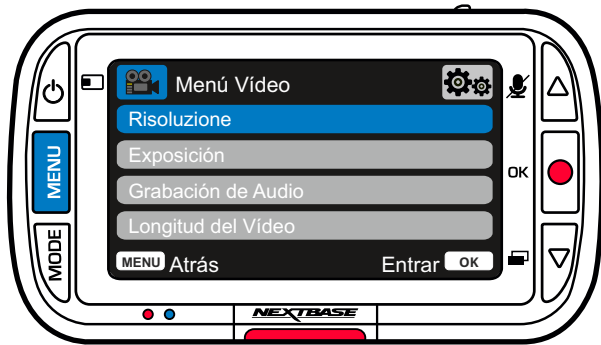 MENU
MODE
Menú Vídeo
Risoluzione
Exposición
Grabación de Audio
Longitud del Vídeo
MENU Atrás
Entrar OK
OK
NEXTBASE